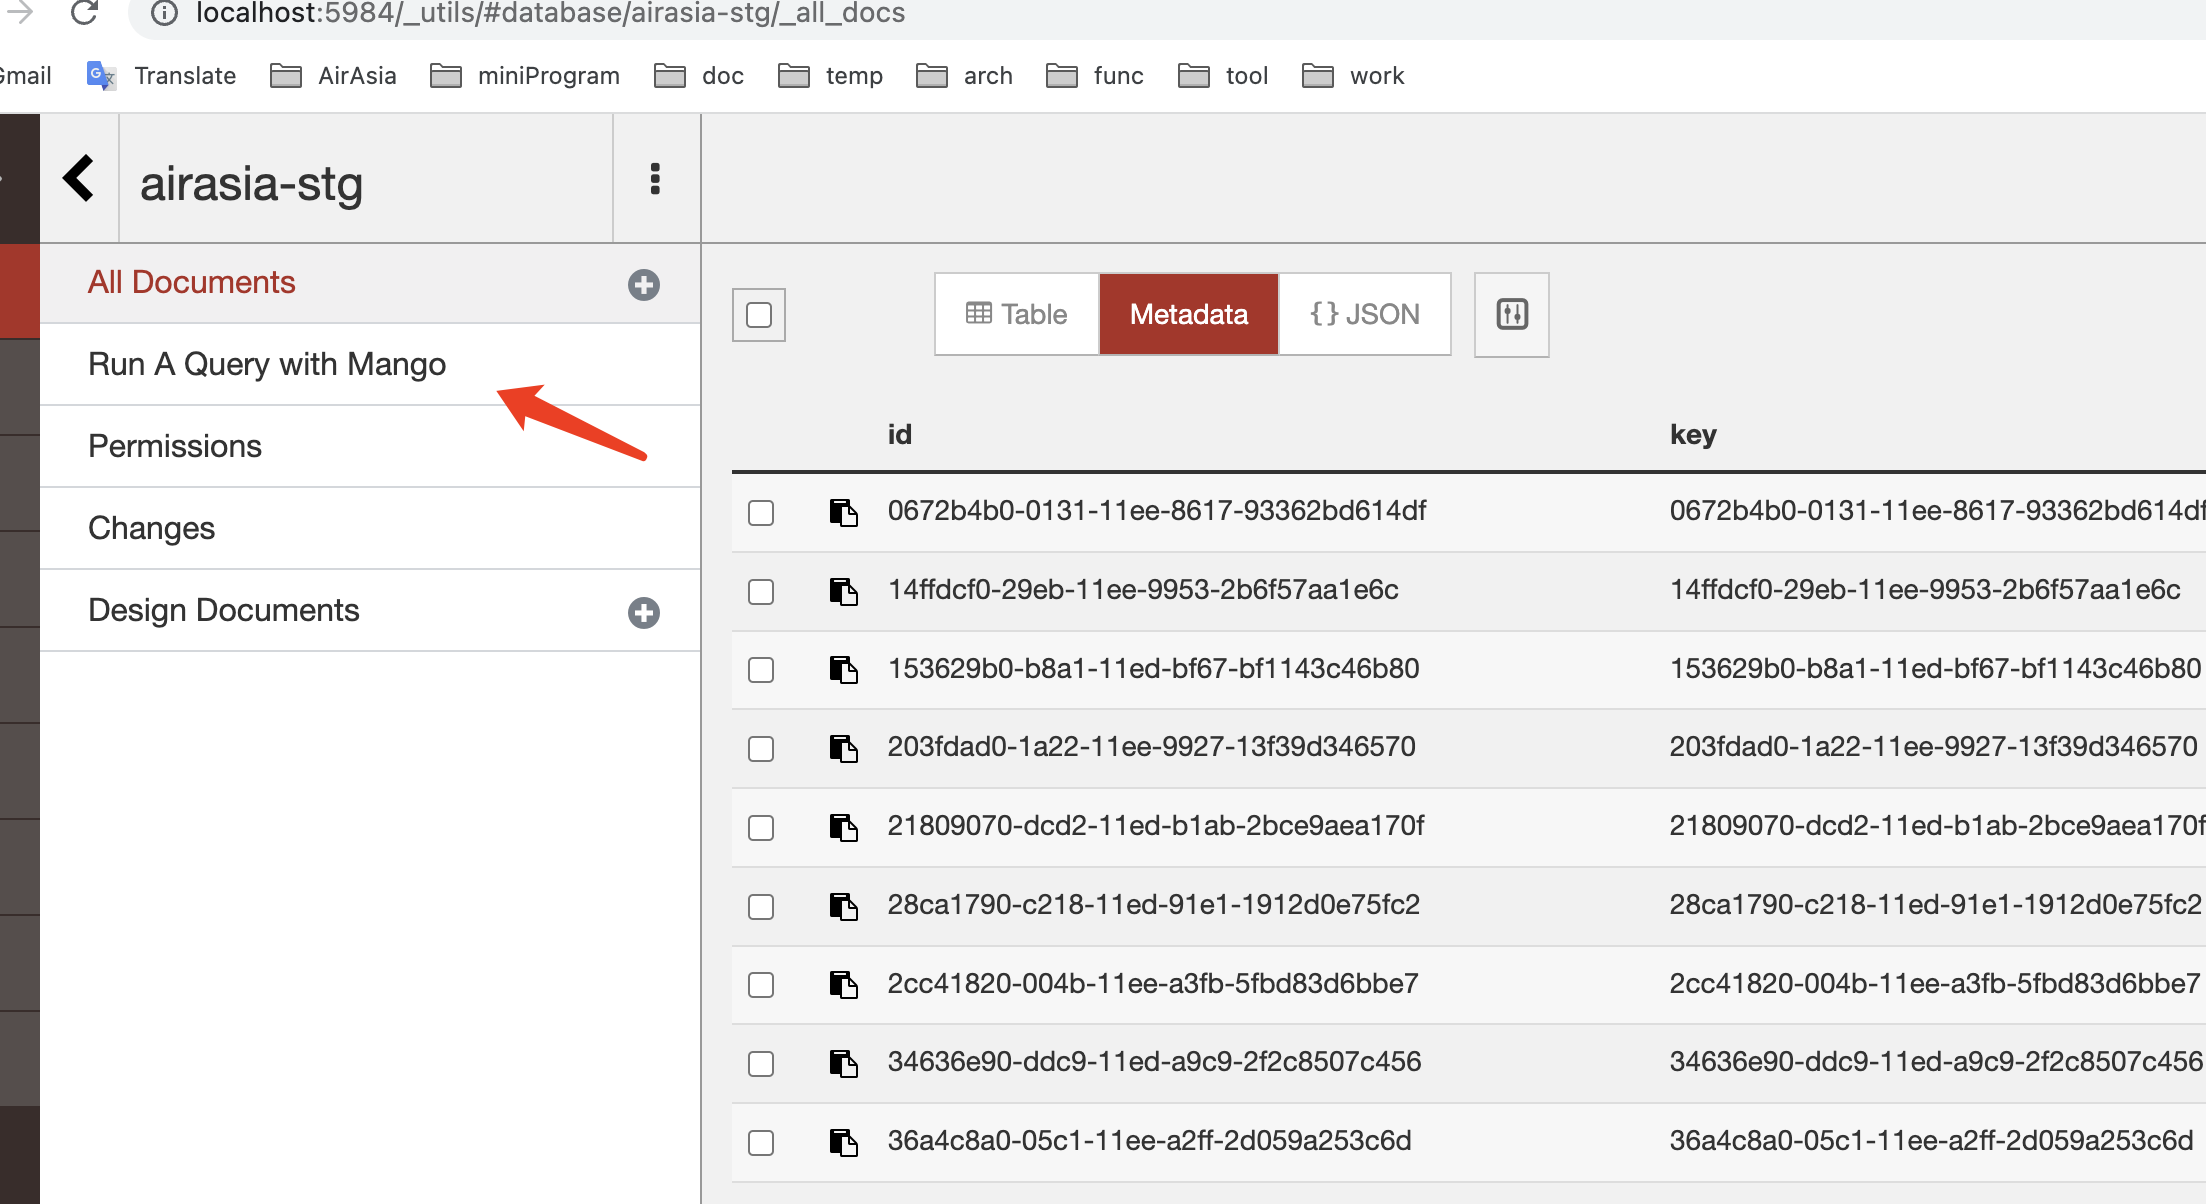 localhost:5984/_utils/#database/airasia-stg/_all_docs
Translate AirAsia miniProgram doc temp arch func tool work
airasia-stg
All Documents
Run A Query with Mango
Permissions
Changes
Design Documents
Table Metadata {} JSON
id key
0672b4b0-0131-11ee-8617-93362bd614df 0672b4b0-0131-11ee-8617-93362bd614df
14ffdcf0-29eb-11ee-9953-2b6f57aa1e6c 14ffdcf0-29eb-11ee-9953-2b6f57aa1e6c
153629b0-b8a1-11ed-bf67-bf1143c46b80 153629b0-b8a1-11ed-bf67-bf1143c46b80
203fdad0-1a22-11ee-9927-13f39d346570 203fdad0-1a22-11ee-9927-13f39d346570
21809070-dcd2-11ed-b1ab-2bce9aea170f 21809070-dcd2-11ed-b1ab-2bce9aea170f
28ca1790-c218-11ed-91e1-1912d0e75fc2 28ca1790-c218-11ed-91e1-1912d0e75fc2
2cc41820-004b-11ee-a3fb-5fbd83d6bbe7 2cc41820-004b-11ee-a3fb-5fbd83d6bbe7
34636e90-ddc9-11ed-a9c9-2f2c8507c456 34636e90-ddc9-11ed-a9c9-2f2c8507c456
36a4c8a0-05c1-11ee-a2ff-2d059a253c6d 36a4c8a0-05c1-11ee-a2ff-2d059a253c6d